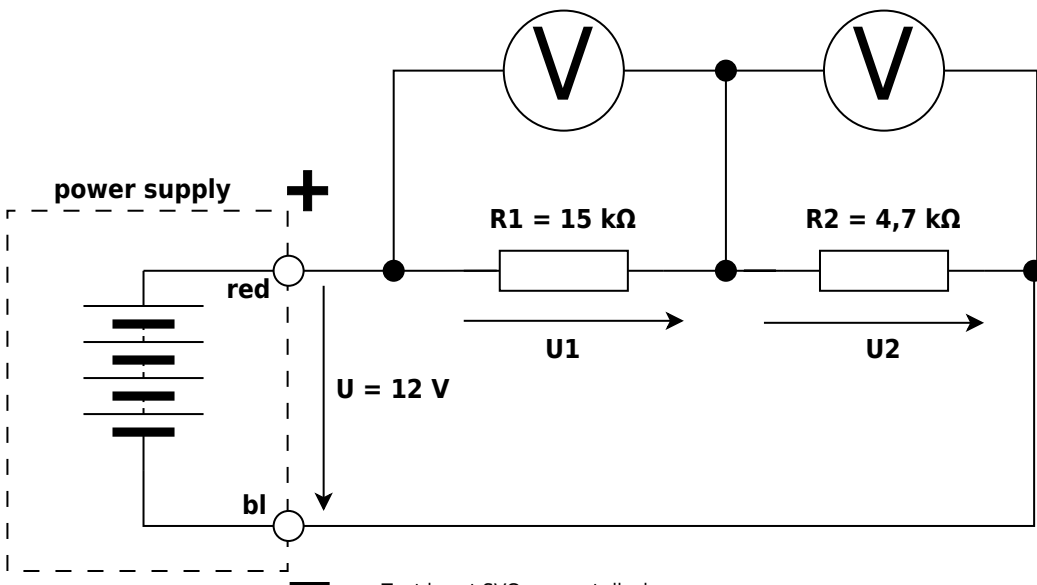 V V
power supply +
R1 = 15 kΩ R2 = 4,7 kΩ
red
U1 U2
U = 12 V
bl